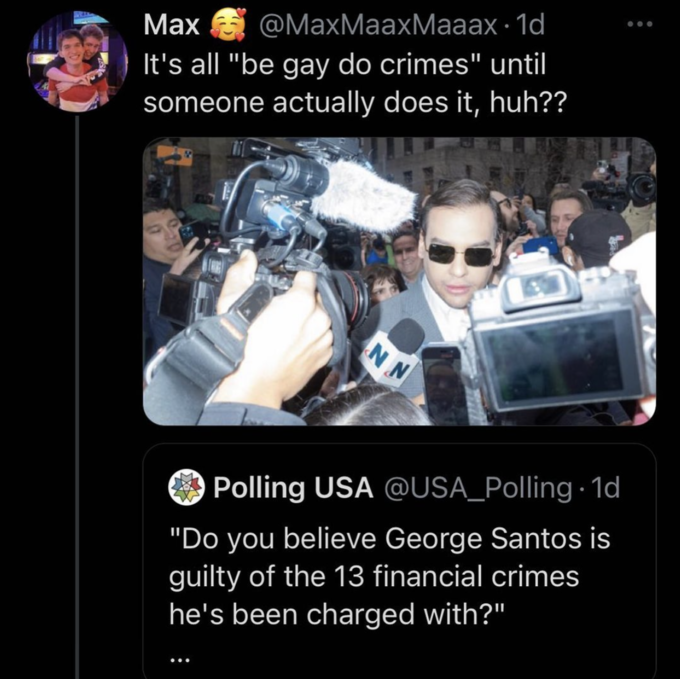 Max 🥰 @MaxMaaxMaaax · 1d
It's all "be gay do crimes" until
someone actually does it, huh??
N N
Polling USA @USA_Polling · 1d
"Do you believe George Santos is
guilty of the 13 financial crimes
he's been charged with?"
...